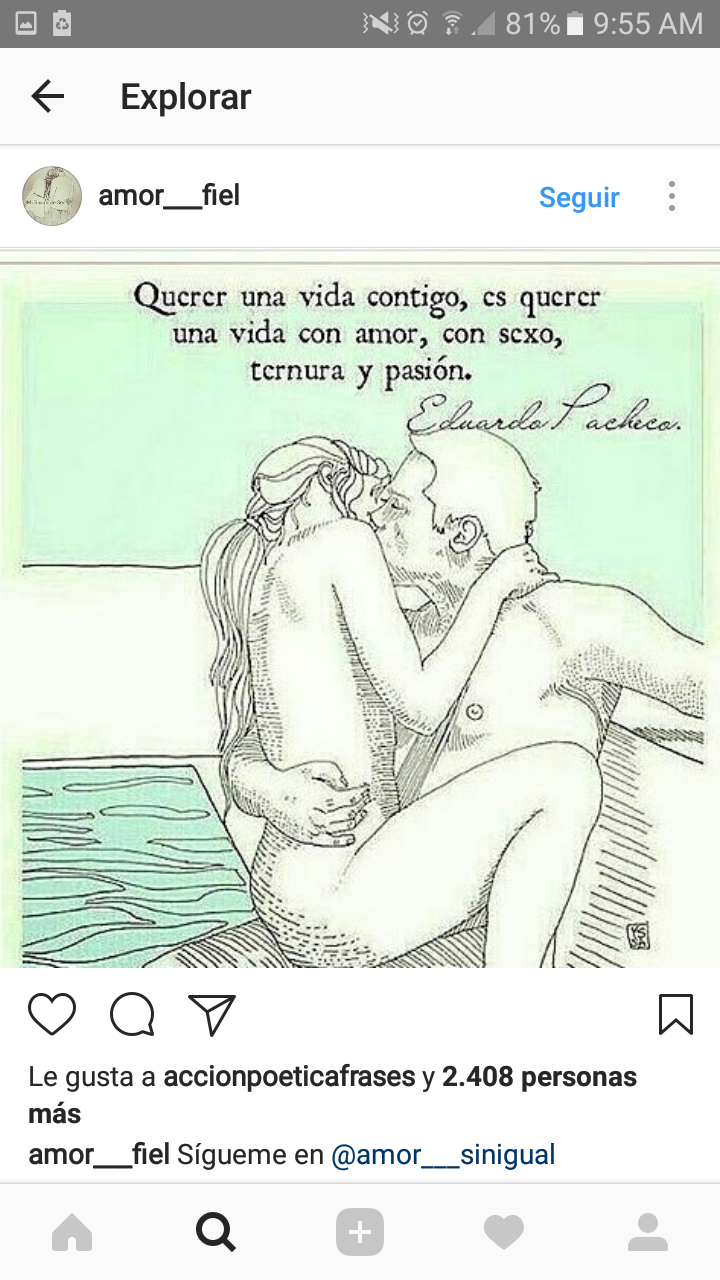 81% 9:55 AM
Explorar
amor___fiel
Seguir
Querer una vida contigo, es querer
una vida con amor, con sexo,
ternura y pasión.
Eduardo Pacheco.
Le gusta a accionpoeticafrases y 2.408 personas
más
amor___fiel Sígueme en @amor___sinigual